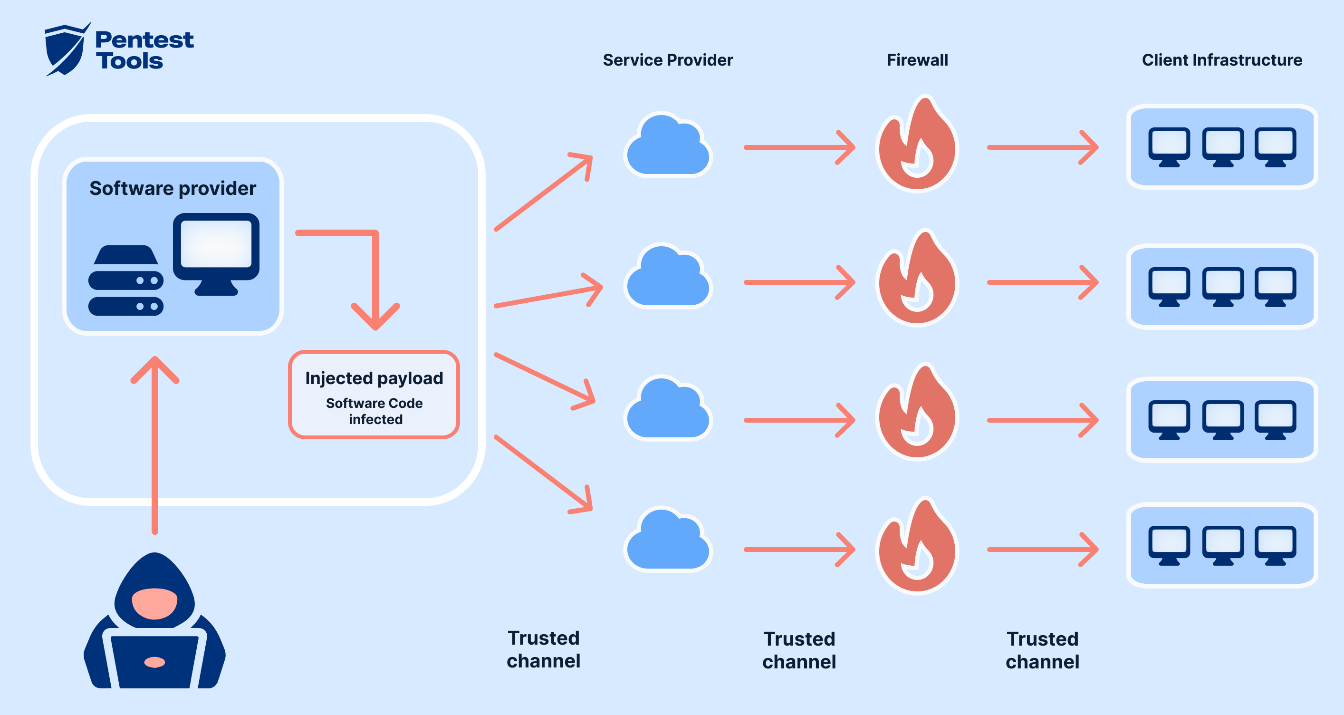 Pentest
Tools
Service Provider
Firewall
Client Infrastructure
Software provider
Injected payload
Software Code
infected
Trusted
channel
Trusted
channel
Trusted
channel